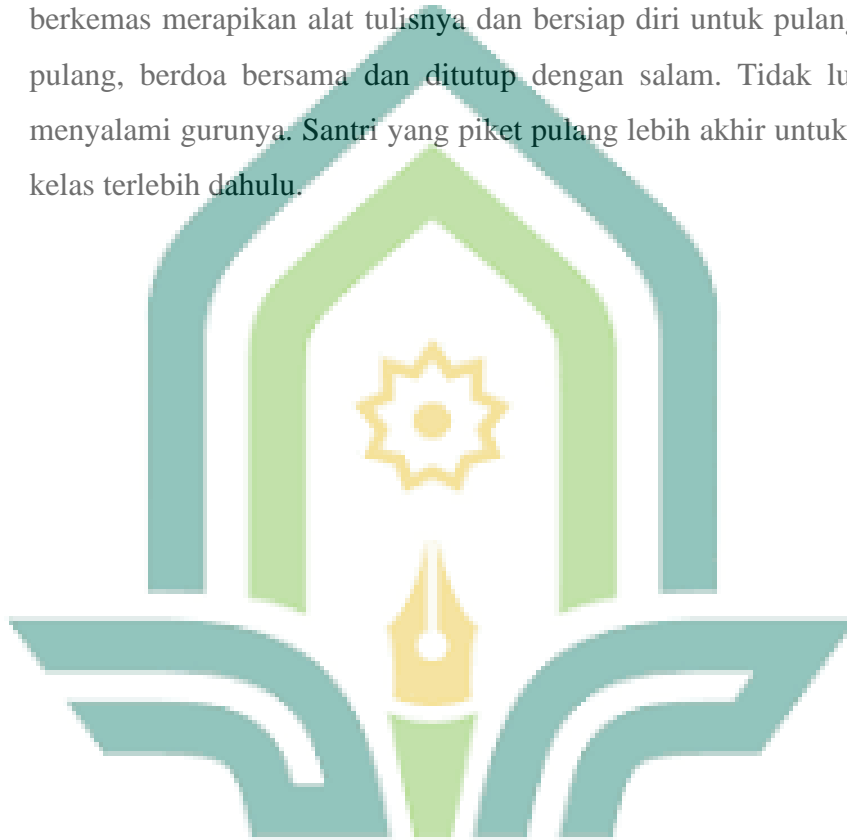 berkemas merapikan alat tulisnya dan bersiap diri untuk pulang
pulang, berdoa bersama dan ditutup dengan salam. Tidak lu
menyalami gurunya. Santri yang piket pulang lebih akhir untuk
kelas terlebih dahulu.